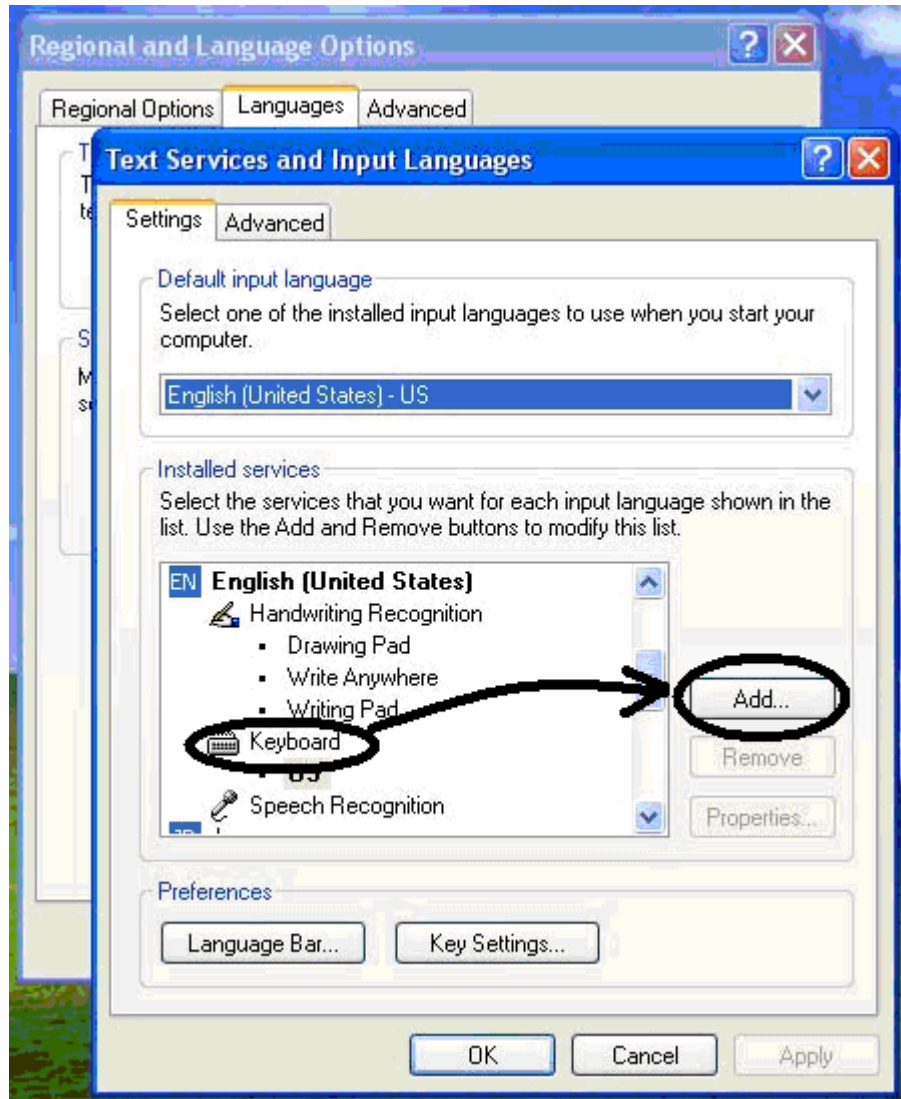 Regional and Language Options
Regional Options Languages Advanced
Text Services and Input Languages
Settings Advanced
Default input language
Select one of the installed input languages to use when you start your
computer.
English (United States) - US
Installed services
Select the services that you want for each input language shown in the
list. Use the Add and Remove buttons to modify this list.
EN English (United States)
Handwriting Recognition
Drawing Pad
Write Anywhere
Writing Pad
Keyboard
US
Speech Recognition
Add...
Remove
Properties...
Preferences
Language Bar... Key Settings...
OK Cancel Apply